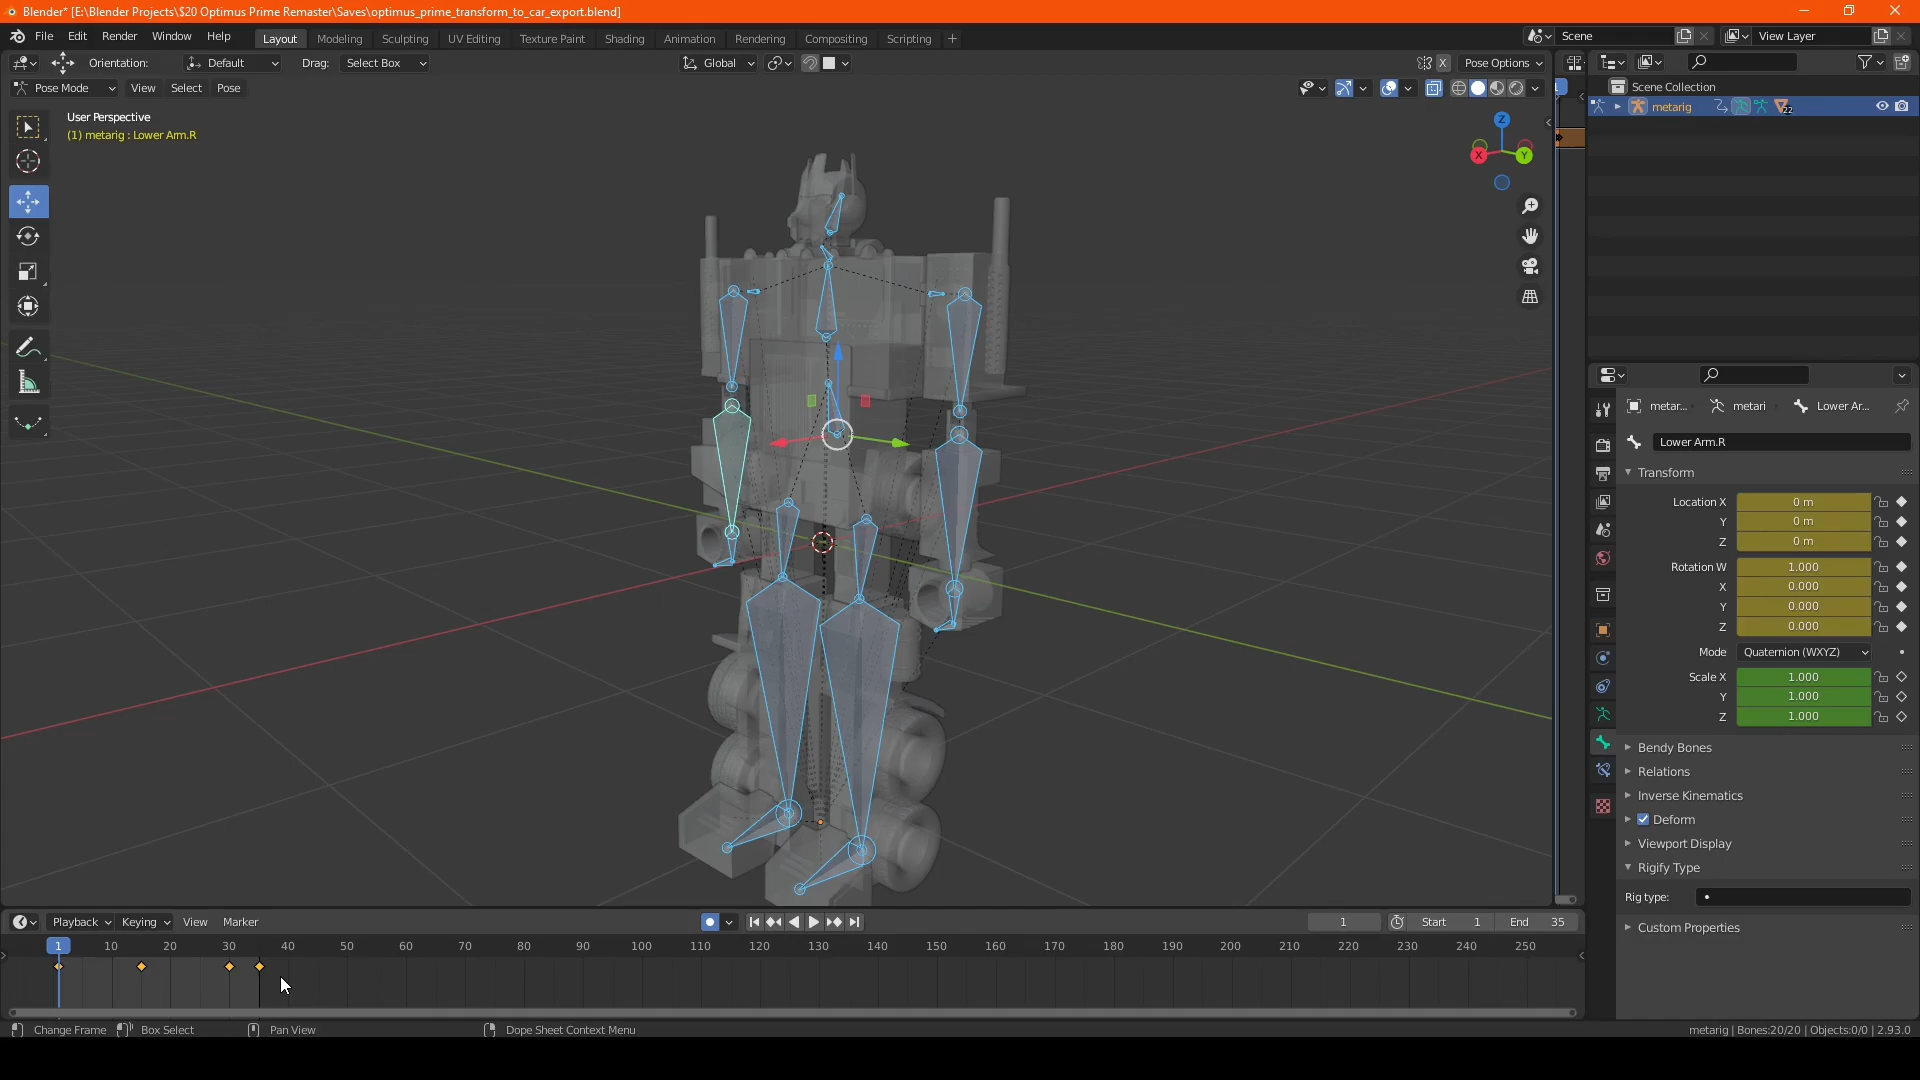 Blender* [E:\Blender Projects\$20 Optimus Prime Remaster\Saves\optimus_prime_transform_to_car_export.blend]
File Edit Render Window Help Layout Modeling Sculpting UV Editing Texture Paint Shading Animation Rendering Compositing Scripting + Scene View Layer
Orientation: Default Drag: Select Box Global X Pose Options
Pose Mode View Select Pose
Scene Collection
metarig 22
User Perspective
(1) metarig : Lower Arm.R
Z
X
Y
1
metar... metari Lower Ar...
Lower Arm.R
Transform
Location X 0 m
Y 0 m
Z 0 m
Rotation W 1.000
X 0.000
Y 0.000
Z 0.000
Mode Quaternion (WXYZ)
Scale X 1.000
Y 1.000
Z 1.000
Bendy Bones
Relations
Inverse Kinematics
Deform
Viewport Display
Rigify Type
Rig type:
Custom Properties
Playback Keying View Marker 1 Start 1 End 35
1 10 20 30 40 50 60 70 80 90 100 110 120 130 140 150 160 170 180 190 200 210 220 230 240 250
Change Frame Box Select Pan View Dope Sheet Context Menu metarig | Bones:20/20 | Objects:0/0 | 2.93.0